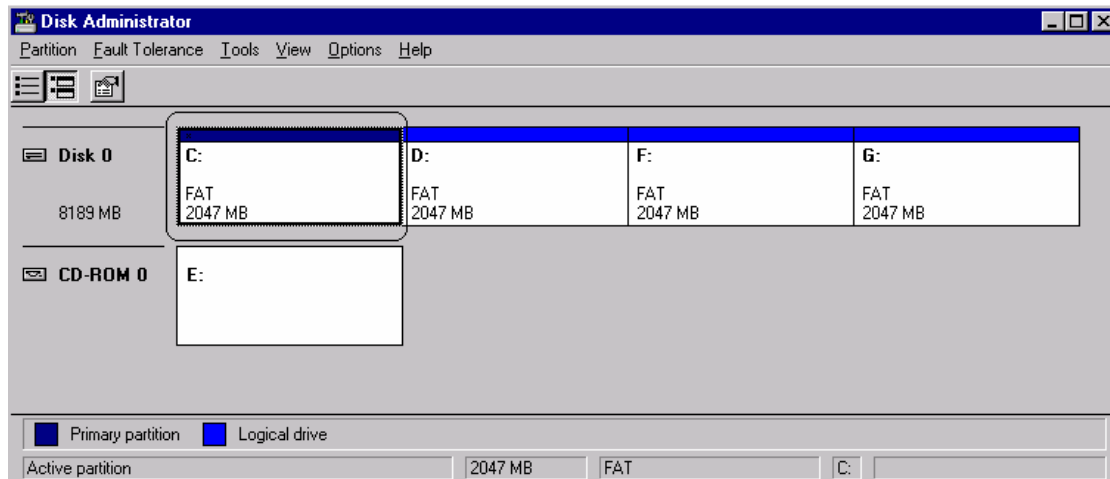 Disk Administrator
Partition Fault Tolerance Tools View Options Help
Disk 0
8189 MB
C:
FAT
2047 MB
D:
FAT
2047 MB
F:
FAT
2047 MB
G:
FAT
2047 MB
CD-ROM 0
E:
Primary partition Logical drive
Active partition 2047 MB FAT C: